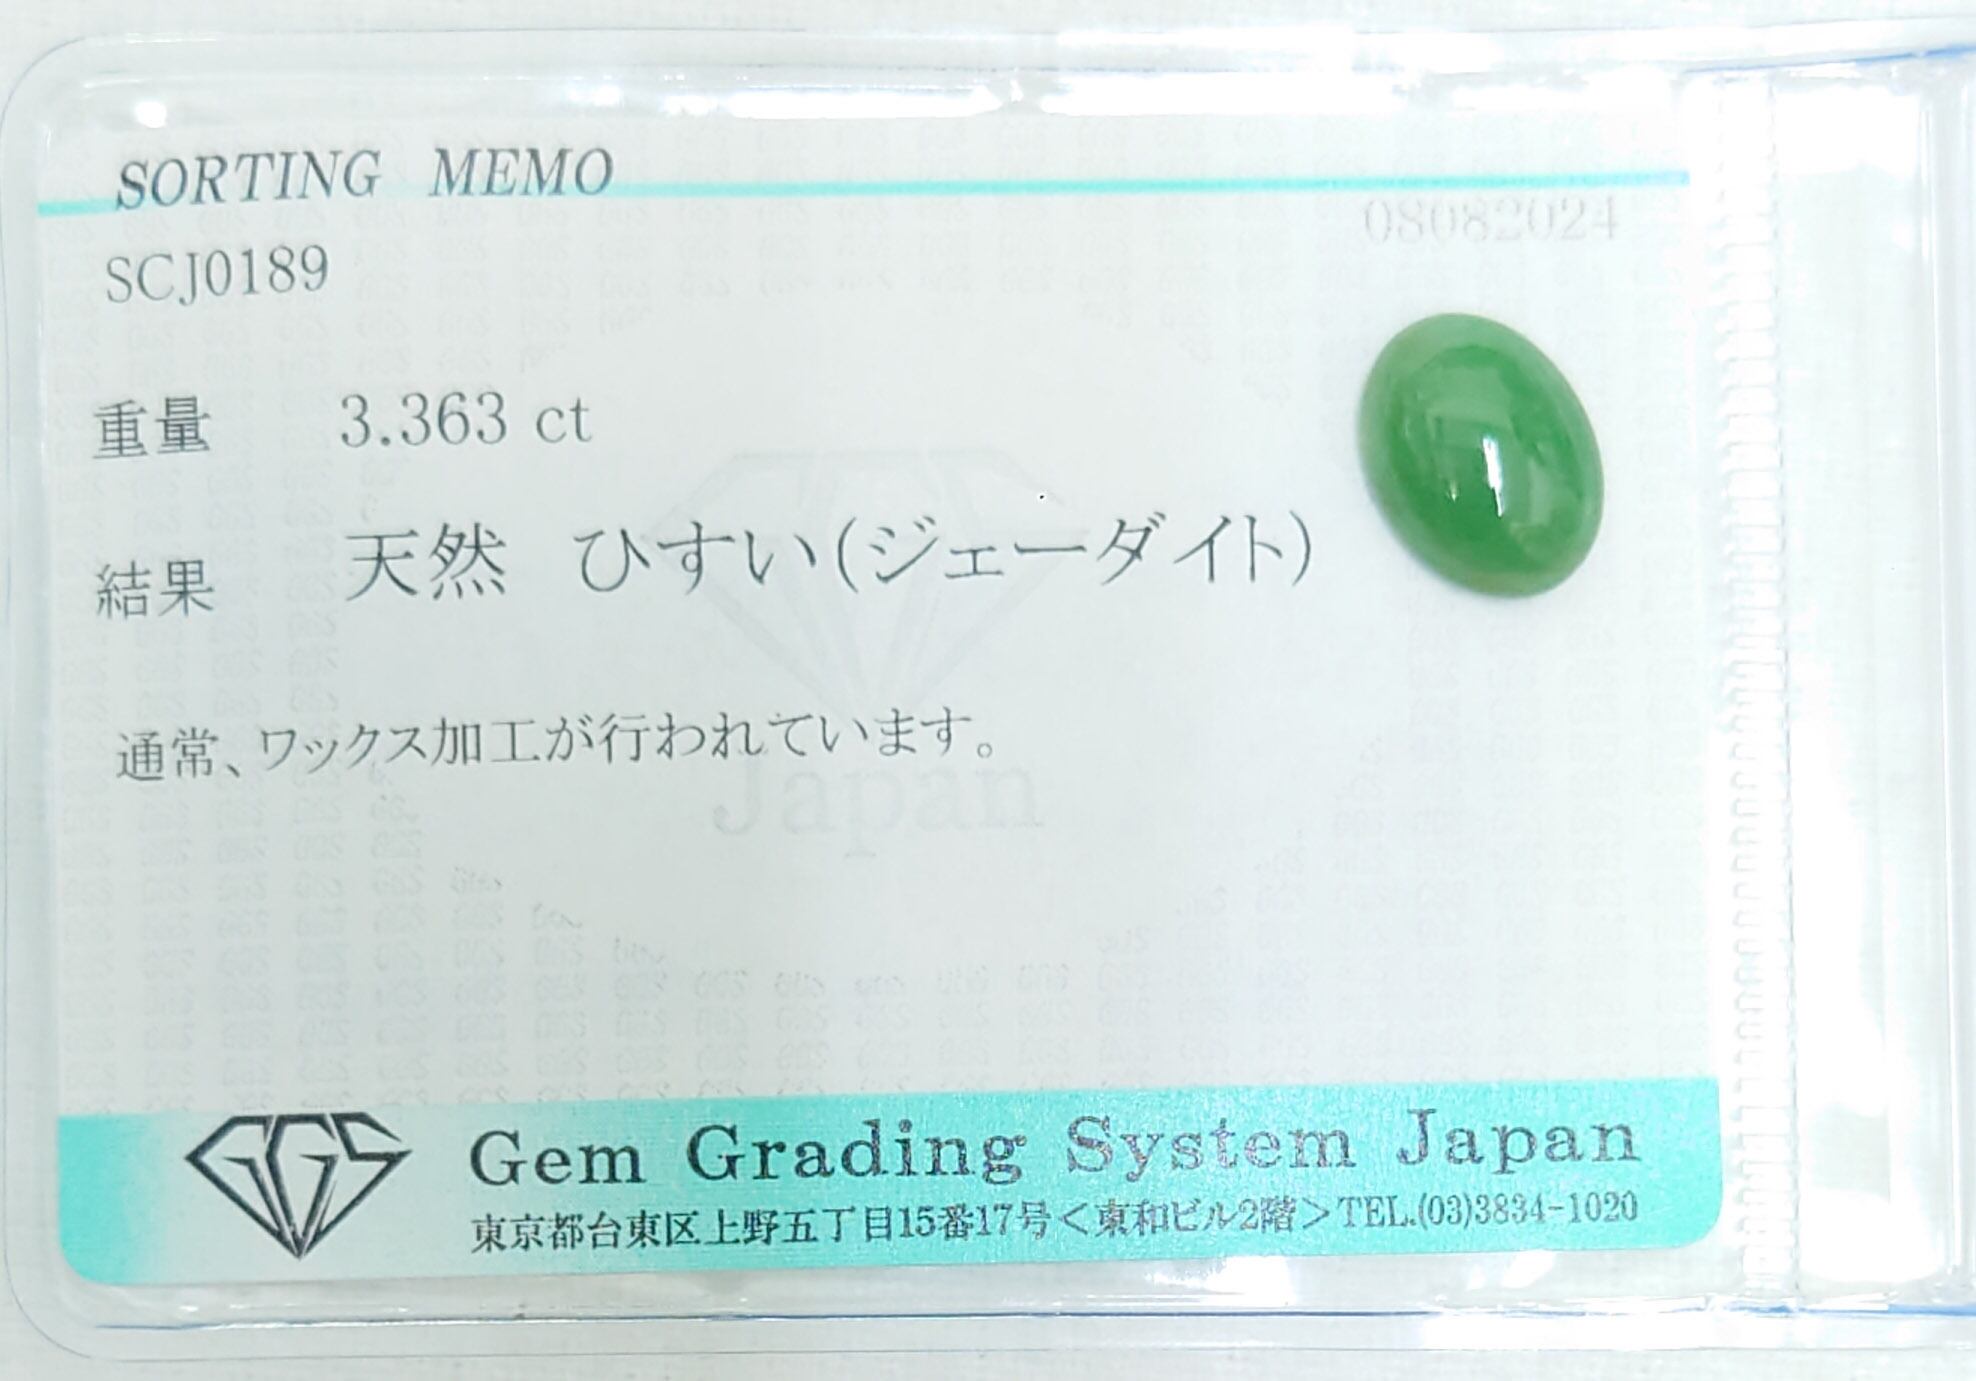 SORTING MEMO
08082024
SCJ0189
重量 3.363 ct
結果 天然 ひすい(ジェーダイト)
通常、ワックス加工が行われています。
Japan
GGS Gem Grading System Japan
東京都台東区上野五丁目15番17号＜東和ビル2階＞TEL.(03)3834-1020